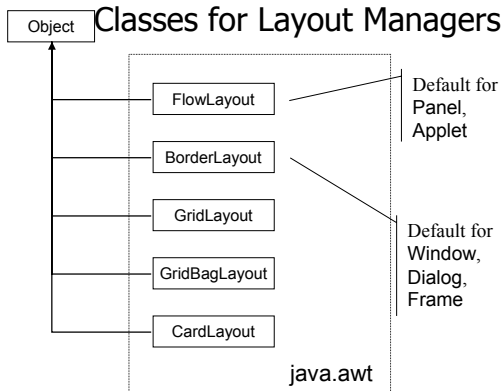 Classes for Layout Managers
Object
FlowLayout
Default for
Panel,
Applet
BorderLayout
GridLayout
Default for
Window,
Dialog,
Frame
GridBagLayout
CardLayout
java.awt